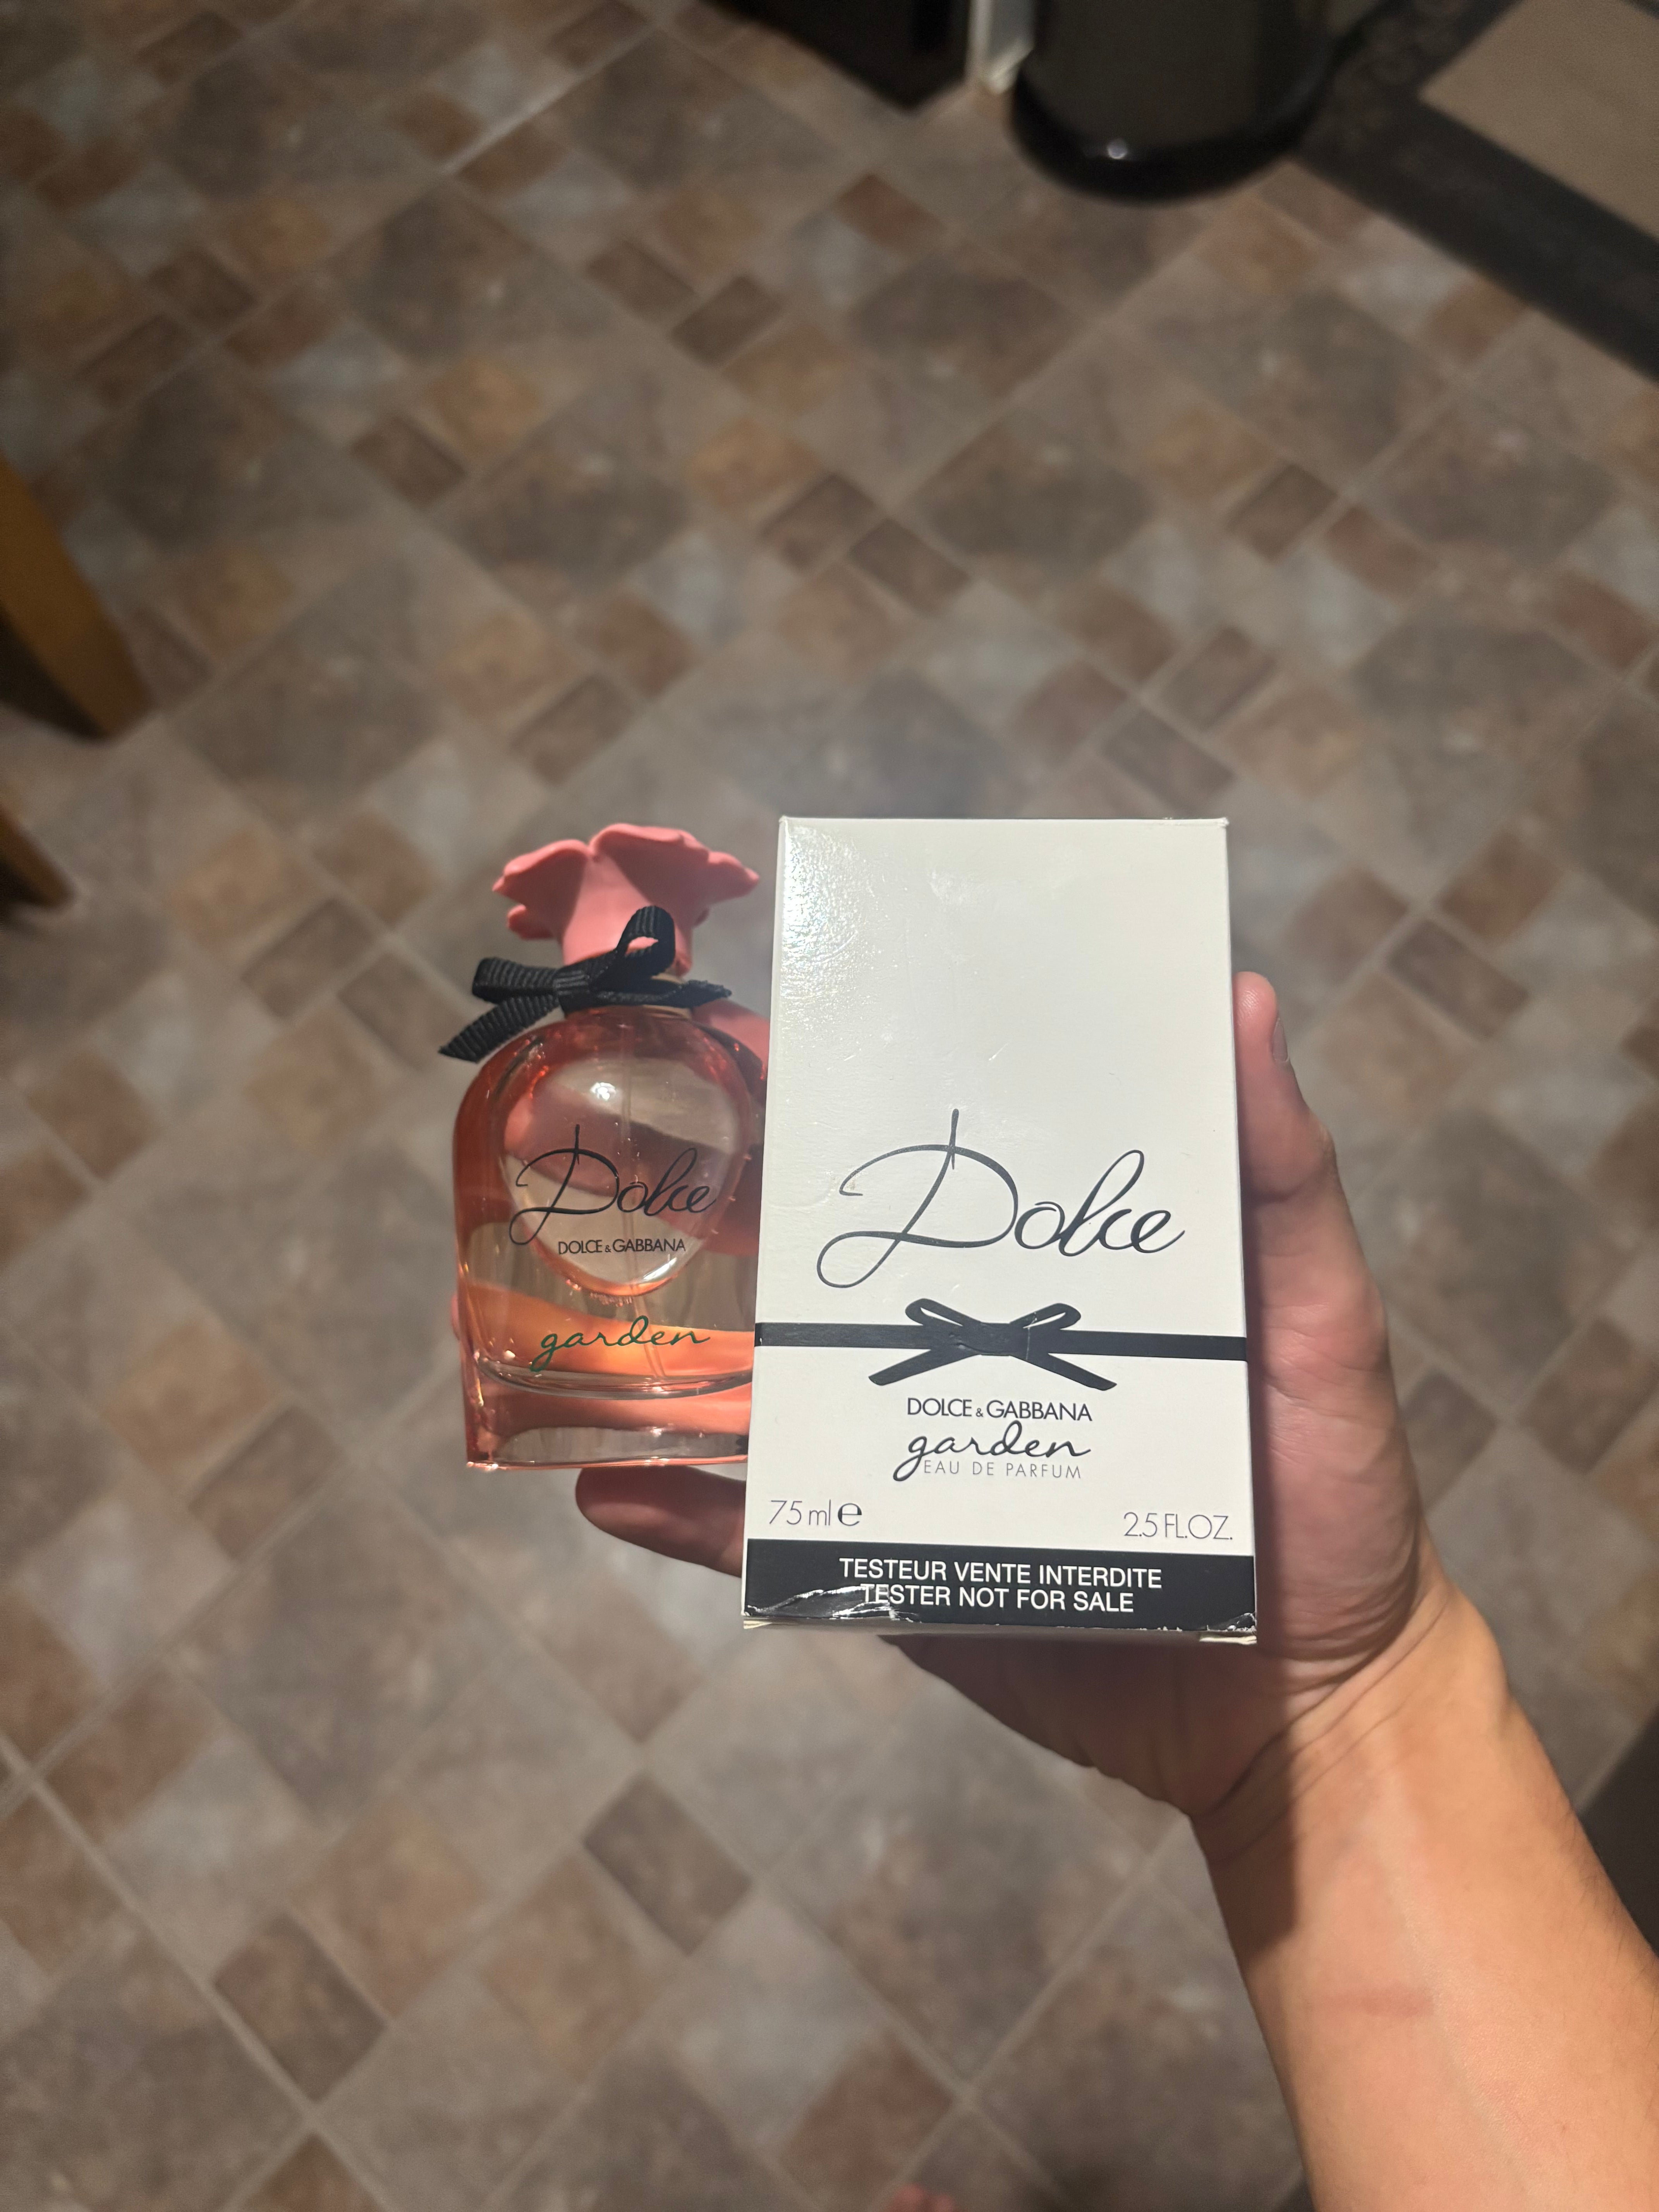 Dolce
DOLCE & GABBANA
garden
Dolce
DOLCE & GABBANA
garden
EAU DE PARFUM
75 ml e
2.5 FL.OZ.
TESTEUR VENTE INTERDITE
TESTER NOT FOR SALE